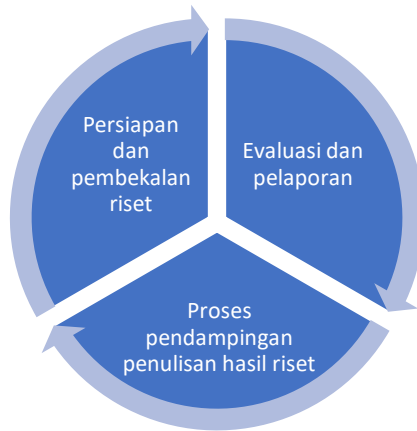 Persiapan
dan
pembekalan
riset
Evaluasi dan
pelaporan
Proses
pendampingan
penulisan hasil riset